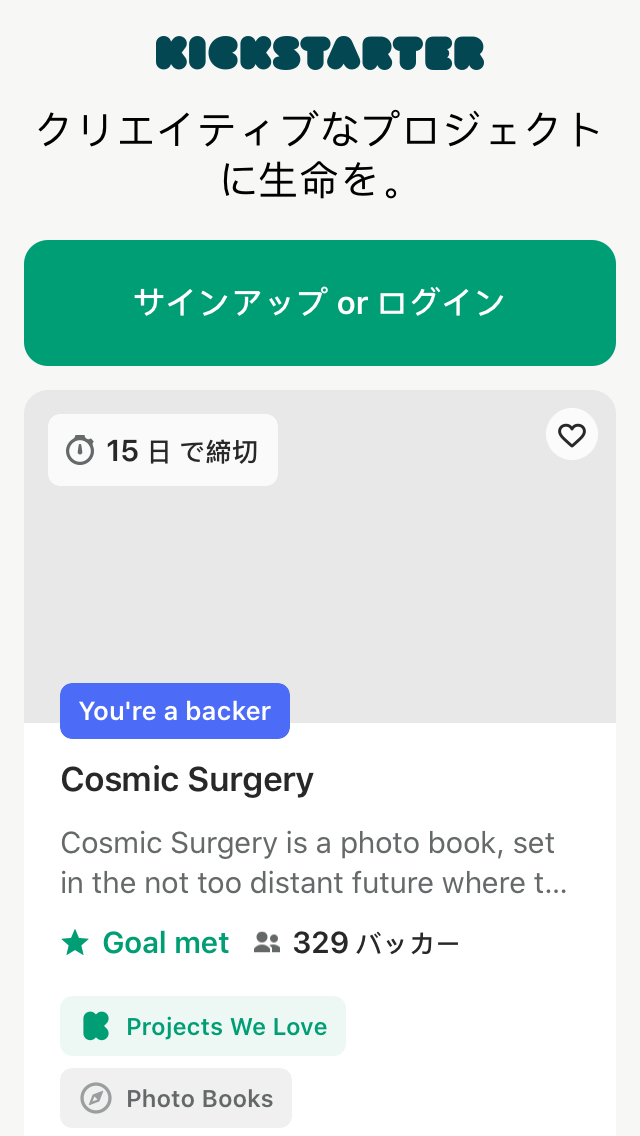 KICKSTARTER
クリエイティブなプロジェクト
に生命を。
サインアップ or ログイン
15 日 で締切
You're a backer
Cosmic Surgery
Cosmic Surgery is a photo book, set
in the not too distant future where t...
Goal met 329 バッカー
Projects We Love
Photo Books